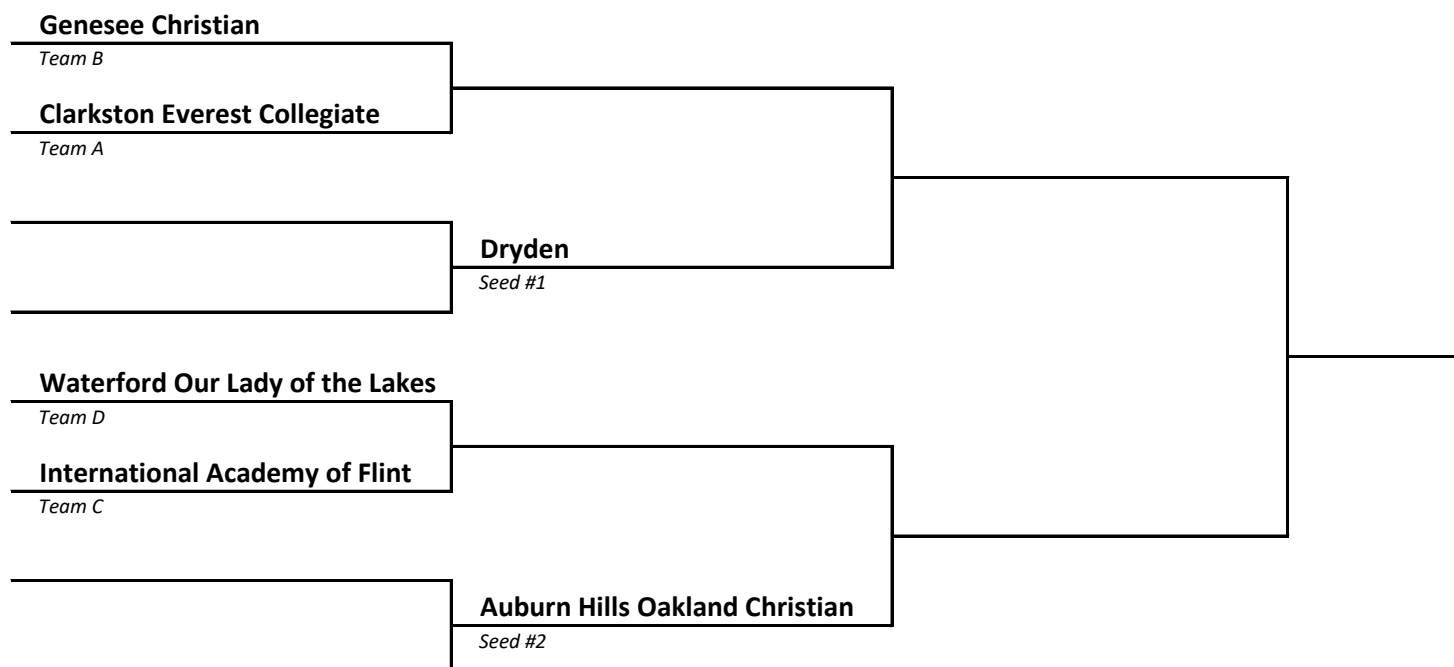 Genesee Christian
Team B
Clarkston Everest Collegiate
Team A
Dryden
Seed #1
Waterford Our Lady of the Lakes
Team D
International Academy of Flint
Team C
Auburn Hills Oakland Christian
Seed #2